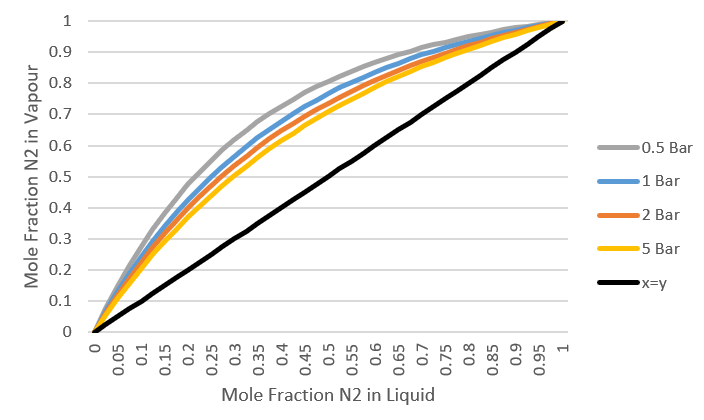 1
0.9
0.8
0.7
0.6
0.5
0.4
0.3
0.2
0.1
0
Mole Fraction N2 in Vapour
0 0.05 0.1 0.15 0.2 0.25 0.3 0.35 0.4 0.45 0.5 0.55 0.6 0.65 0.7 0.75 0.8 0.85 0.9 0.95 1
Mole Fraction N2 in Liquid
0.5 Bar
1 Bar
2 Bar
5 Bar
x=y